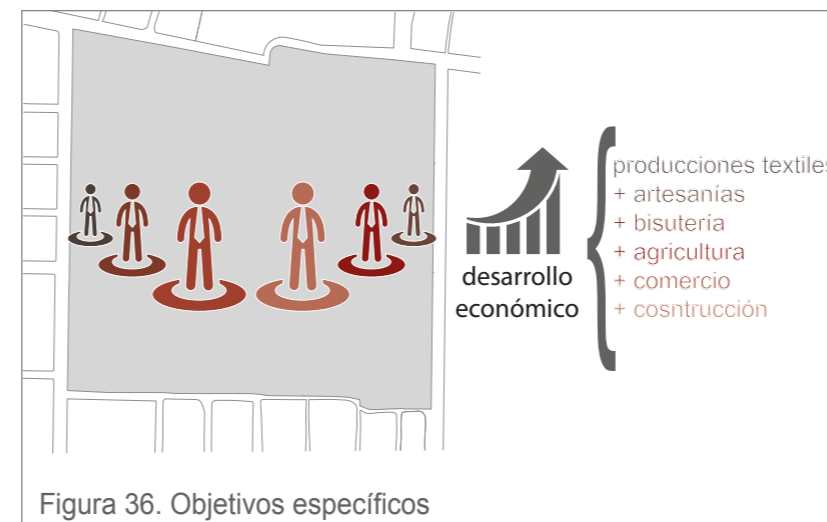 desarrollo
económico
producciones textiles
+ artesanías
+ bisutería
+ agricultura
+ comercio
+ cosntrucción
Figura 36. Objetivos específicos